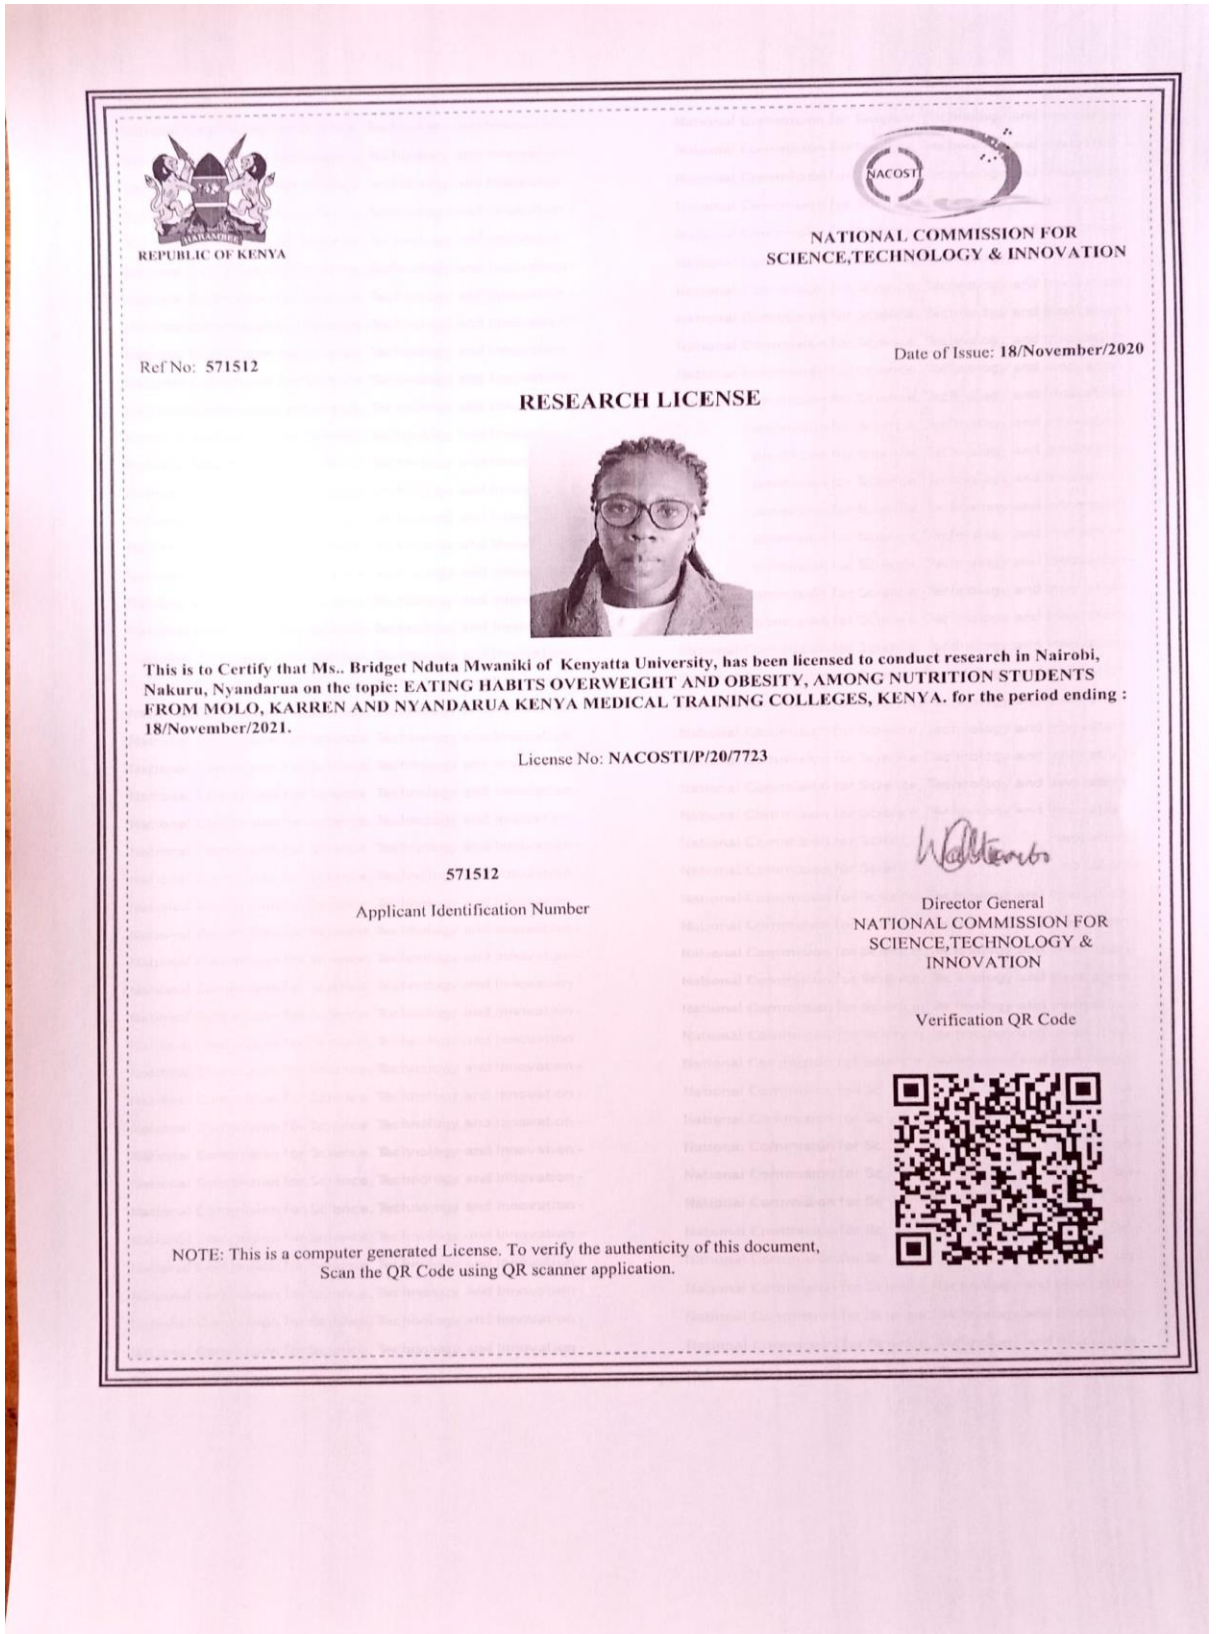 HARAMBEE
REPUBLIC OF KENYA
NACOSTI
NATIONAL COMMISSION FOR
SCIENCE,TECHNOLOGY & INNOVATION
Ref No: 571512
Date of Issue: 18/November/2020
RESEARCH LICENSE
This is to Certify that Ms.. Bridget Nduta Mwaniki of Kenyatta University, has been licensed to conduct research in Nairobi,
Nakuru, Nyandarua on the topic: EATING HABITS OVERWEIGHT AND OBESITY, AMONG NUTRITION STUDENTS
FROM MOLO, KARREN AND NYANDARUA KENYA MEDICAL TRAINING COLLEGES, KENYA. for the period ending :
18/November/2021.
License No: NACOSTI/P/20/7723
571512
Applicant Identification Number
Director General
NATIONAL COMMISSION FOR
SCIENCE,TECHNOLOGY &
INNOVATION
Verification QR Code
NOTE: This is a computer generated License. To verify the authenticity of this document,
Scan the QR Code using QR scanner application.